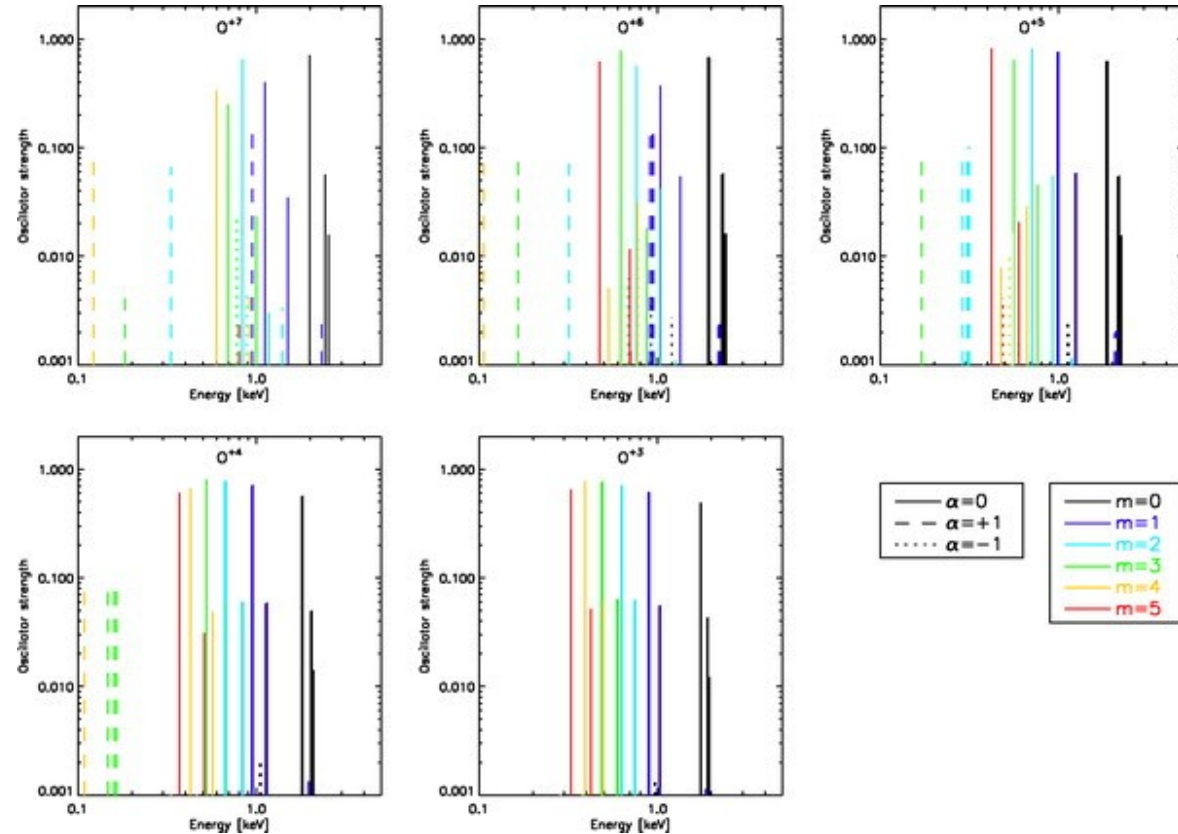 O+7
1.000
0.100
0.010
0.001
Oscillator strength
0.1
1.0
Energy [keV]
O+6
1.000
0.100
0.010
0.001
Oscillator strength
0.1
1.0
Energy [keV]
O+5
1.000
0.100
0.010
0.001
Oscillator strength
0.1
1.0
Energy [keV]
O+4
1.000
0.100
0.010
0.001
Oscillator strength
0.1
1.0
Energy [keV]
O+3
1.000
0.100
0.010
0.001
Oscillator strength
0.1
1.0
Energy [keV]
α=0
α=+1
α=−1
m=0
m=1
m=2
m=3
m=4
m=5